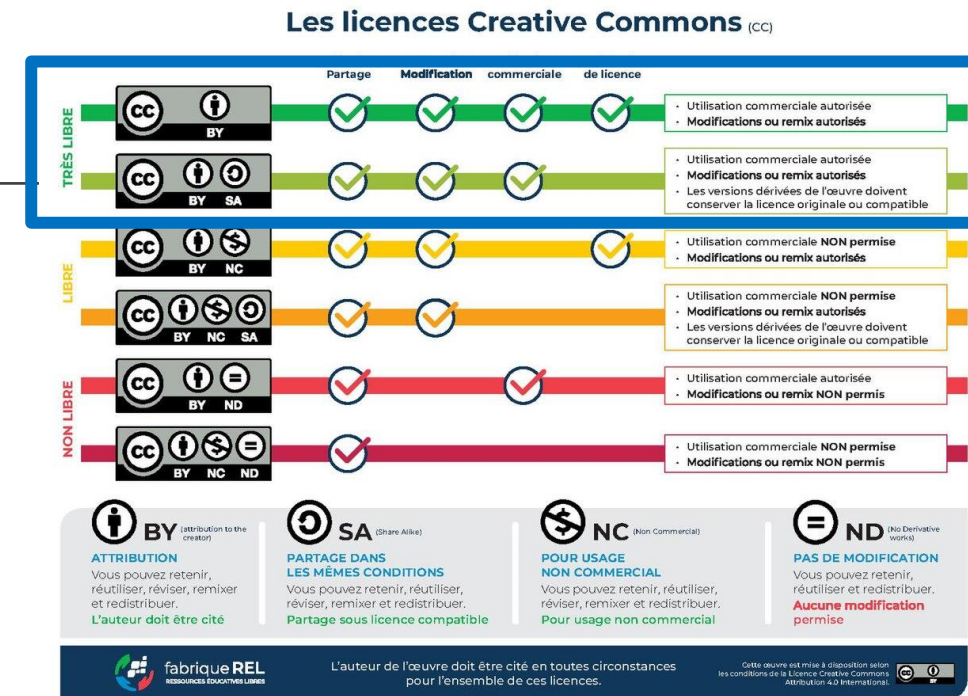 Les licences Creative Commons (CC)
Partage Modification commerciale de licence
TRÈS LIBRE
CC BY
· Utilisation commerciale autorisée
· Modifications ou remix autorisés
CC BY SA
· Utilisation commerciale autorisée
· Modifications ou remix autorisés
· Les versions dérivées de l'œuvre doivent
conserver la licence originale ou compatible
LIBRE
CC BY NC
· Utilisation commerciale NON permise
· Modifications ou remix autorisés
CC BY NC SA
· Utilisation commerciale NON permise
· Modifications ou remix autorisés
· Les versions dérivées de l'œuvre doivent
conserver la licence originale ou compatible
NON LIBRE
CC BY ND
· Utilisation commerciale autorisée
· Modifications ou remix NON permis
CC BY NC ND
· Utilisation commerciale NON permise
· Modifications ou remix NON permis
BY (attribution to the
creator)
ATTRIBUTION
Vous pouvez retenir,
réutiliser, réviser, remixer
et redistribuer.
L'auteur doit être cité
SA (Share Alike)
PARTAGE DANS
LES MÊMES CONDITIONS
Vous pouvez retenir, réutiliser,
réviser, remixer et redistribuer.
Partage sous licence compatible
NC (Non Commercial)
POUR USAGE
NON COMMERCIAL
Vous pouvez retenir, réutiliser,
réviser, remixer et redistribuer.
Pour usage non commercial
ND (No Derivative
works)
PAS DE MODIFICATION
Vous pouvez retenir,
réutiliser et redistribuer.
Aucune modification
permise
fabrique REL
RESSOURCES ÉDUCATIVES LIBRES
L'auteur de l'œuvre doit être cité en toutes circonstances
pour l'ensemble de ces licences.
Cette œuvre est mise à disposition selon
les conditions de la Licence Creative Commons
Attribution 4.0 International.
CC BY